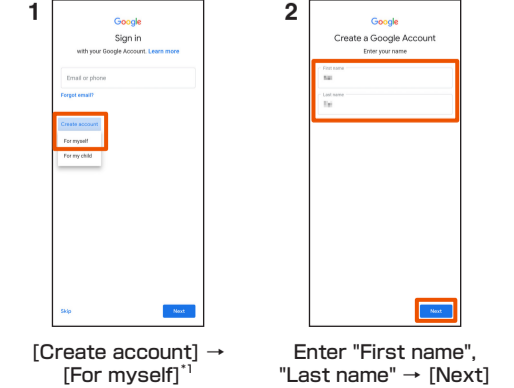 1
Google
Sign in
with your Google Account. Learn more
Email or phone
Forgot email?
Create account
For myself
For my child
Skip
Next
[Create account] →
[For myself]*1
2
Google
Create a Google Account
Enter your name
First name
Last name
Next
Enter "First name",
"Last name" → [Next]